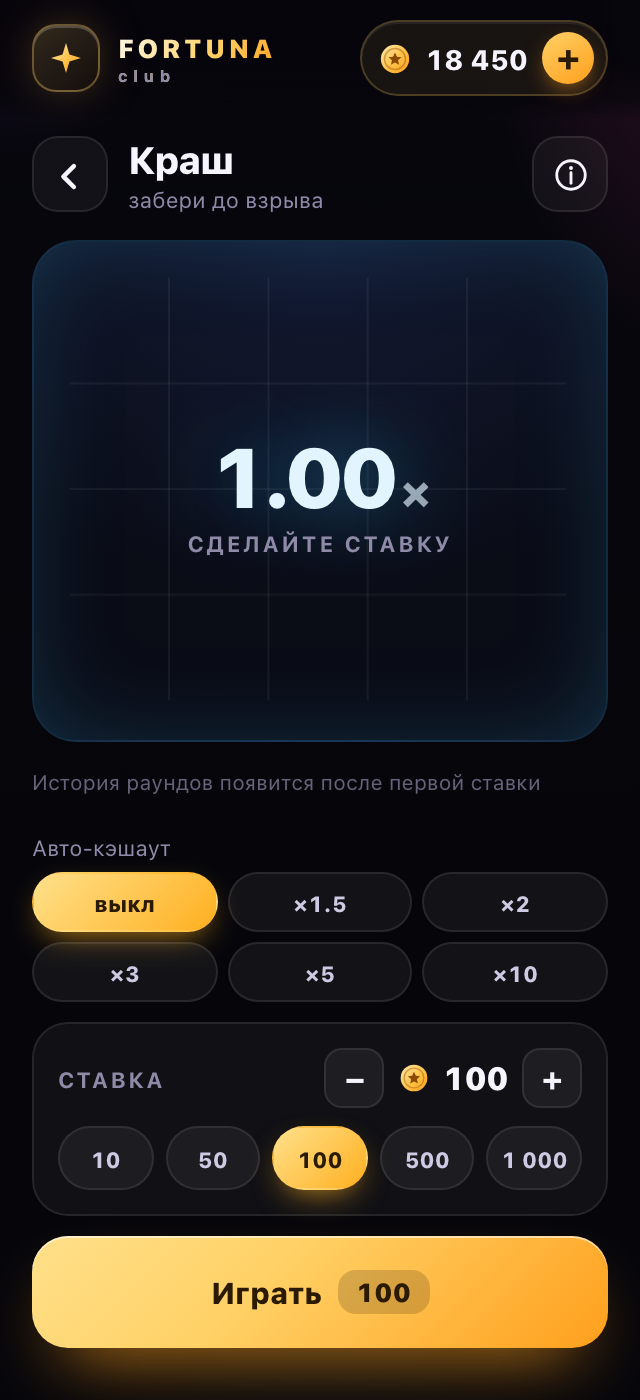 FORTUNA
club
18 450 +
Краш
забери до взрыва
1.00×
СДЕЛАЙТЕ СТАВКУ
История раундов появится после первой ставки
Авто-кэшаут
выкл ×1.5 ×2
×3 ×5 ×10
СТАВКА − 100 +
10 50 100 500 1 000
Играть 100